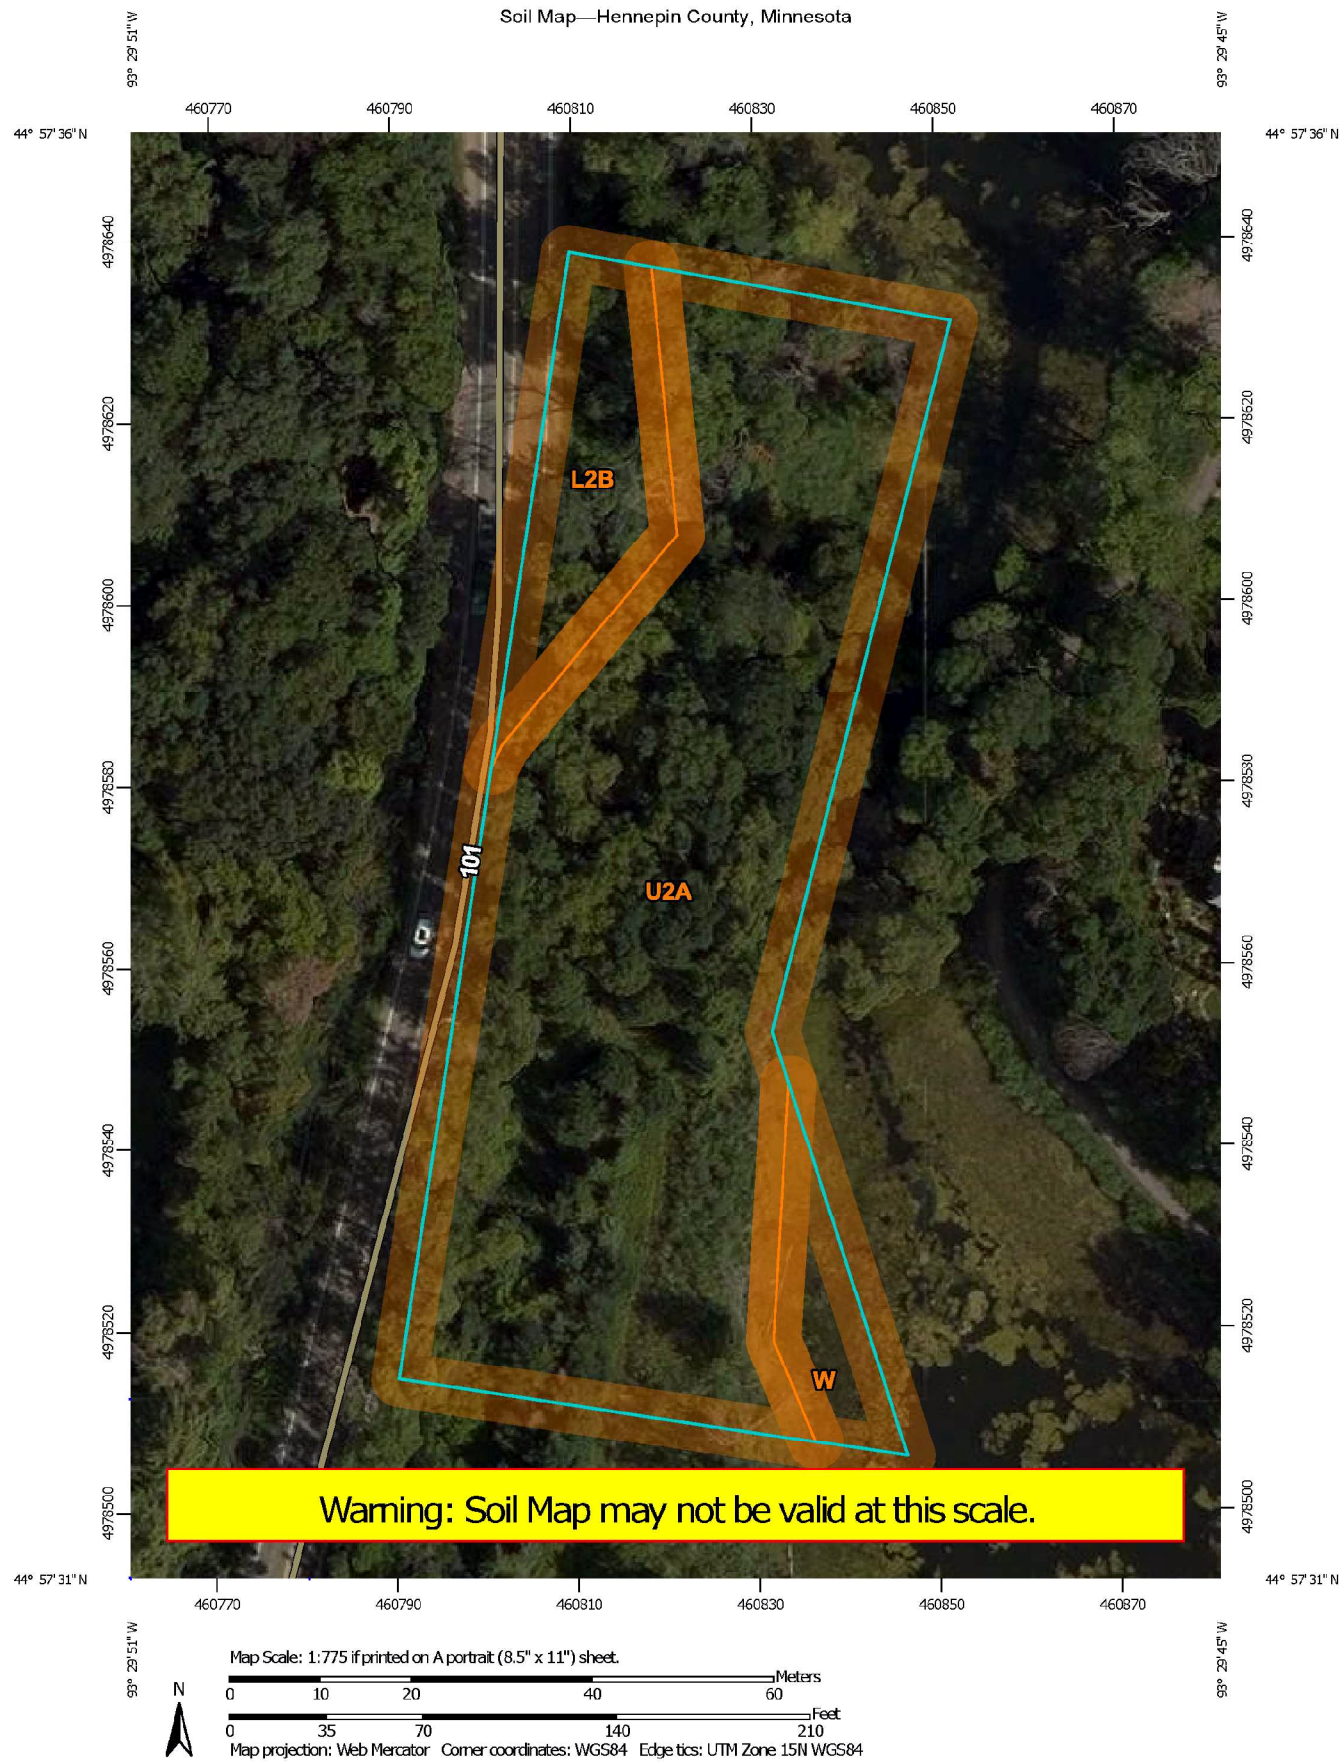 Soil Map—Hennepin County, Minnesota
93° 29' 51" W
93° 29' 45" W
460770 460790 460810 460830 460850 460870
44° 57' 36" N
44° 57' 36" N
4978640
4978640
4978620
4978620
L2B
4978600
4978600
4978580
4978580
101
U2A
4978560
4978560
4978540
4978540
4978520
4978520
W
4978500
4978500
Warning: Soil Map may not be valid at this scale.
44° 57' 31" N
44° 57' 31" N
460770 460790 460810 460830 460850 460870
93° 29' 51" W
93° 29' 45" W
Map Scale: 1:775 if printed on A portrait (8.5" x 11") sheet.
Meters
0 10 20 40 60
N
Feet
0 35 70 140 210
Map projection: Web Mercator Corner coordinates: WGS84 Edge tics: UTM Zone 15N WGS84